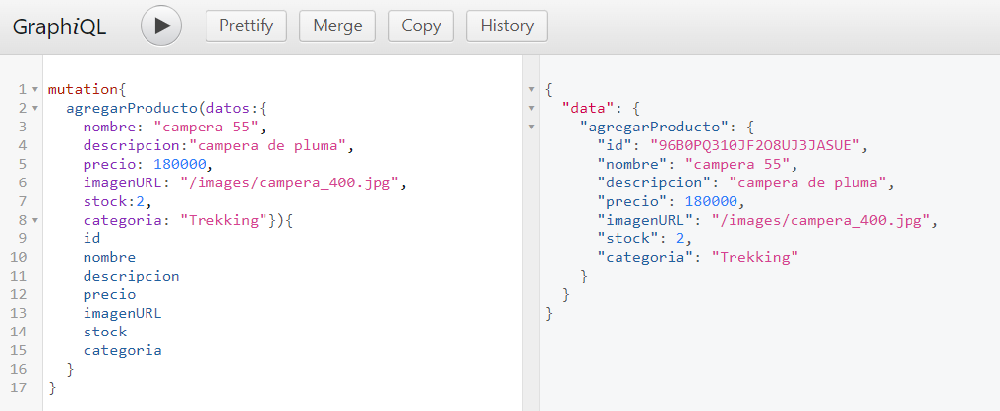 GraphiQL Prettify Merge Copy History
1 mutation{
2 agregarProducto(datos:{
3 nombre: "campera 55",
4 descripcion:"campera de pluma",
5 precio: 180000,
6 imagenURL: "/images/campera_400.jpg",
7 stock:2,
8 categoria: "Trekking"}){
9 id
10 nombre
11 descripcion
12 precio
13 imagenURL
14 stock
15 categoria
16 }
17 }
{
"data": {
"agregarProducto": {
"id": "96B0PQ310JF2O8UJ3JASUE",
"nombre": "campera 55",
"descripcion": "campera de pluma",
"precio": 180000,
"imagenURL": "/images/campera_400.jpg",
"stock": 2,
"categoria": "Trekking"
}
}
}